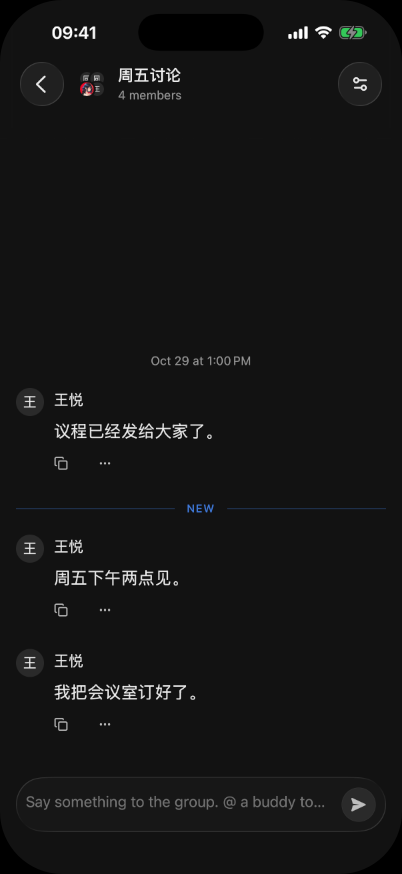 09:41
周五讨论
4 members
Oct 29 at 1:00 PM
王
王悦
议程已经发给大家了。
NEW
王
王悦
周五下午两点见。
王
王悦
我把会议室订好了。
Say something to the group. @ a buddy to...